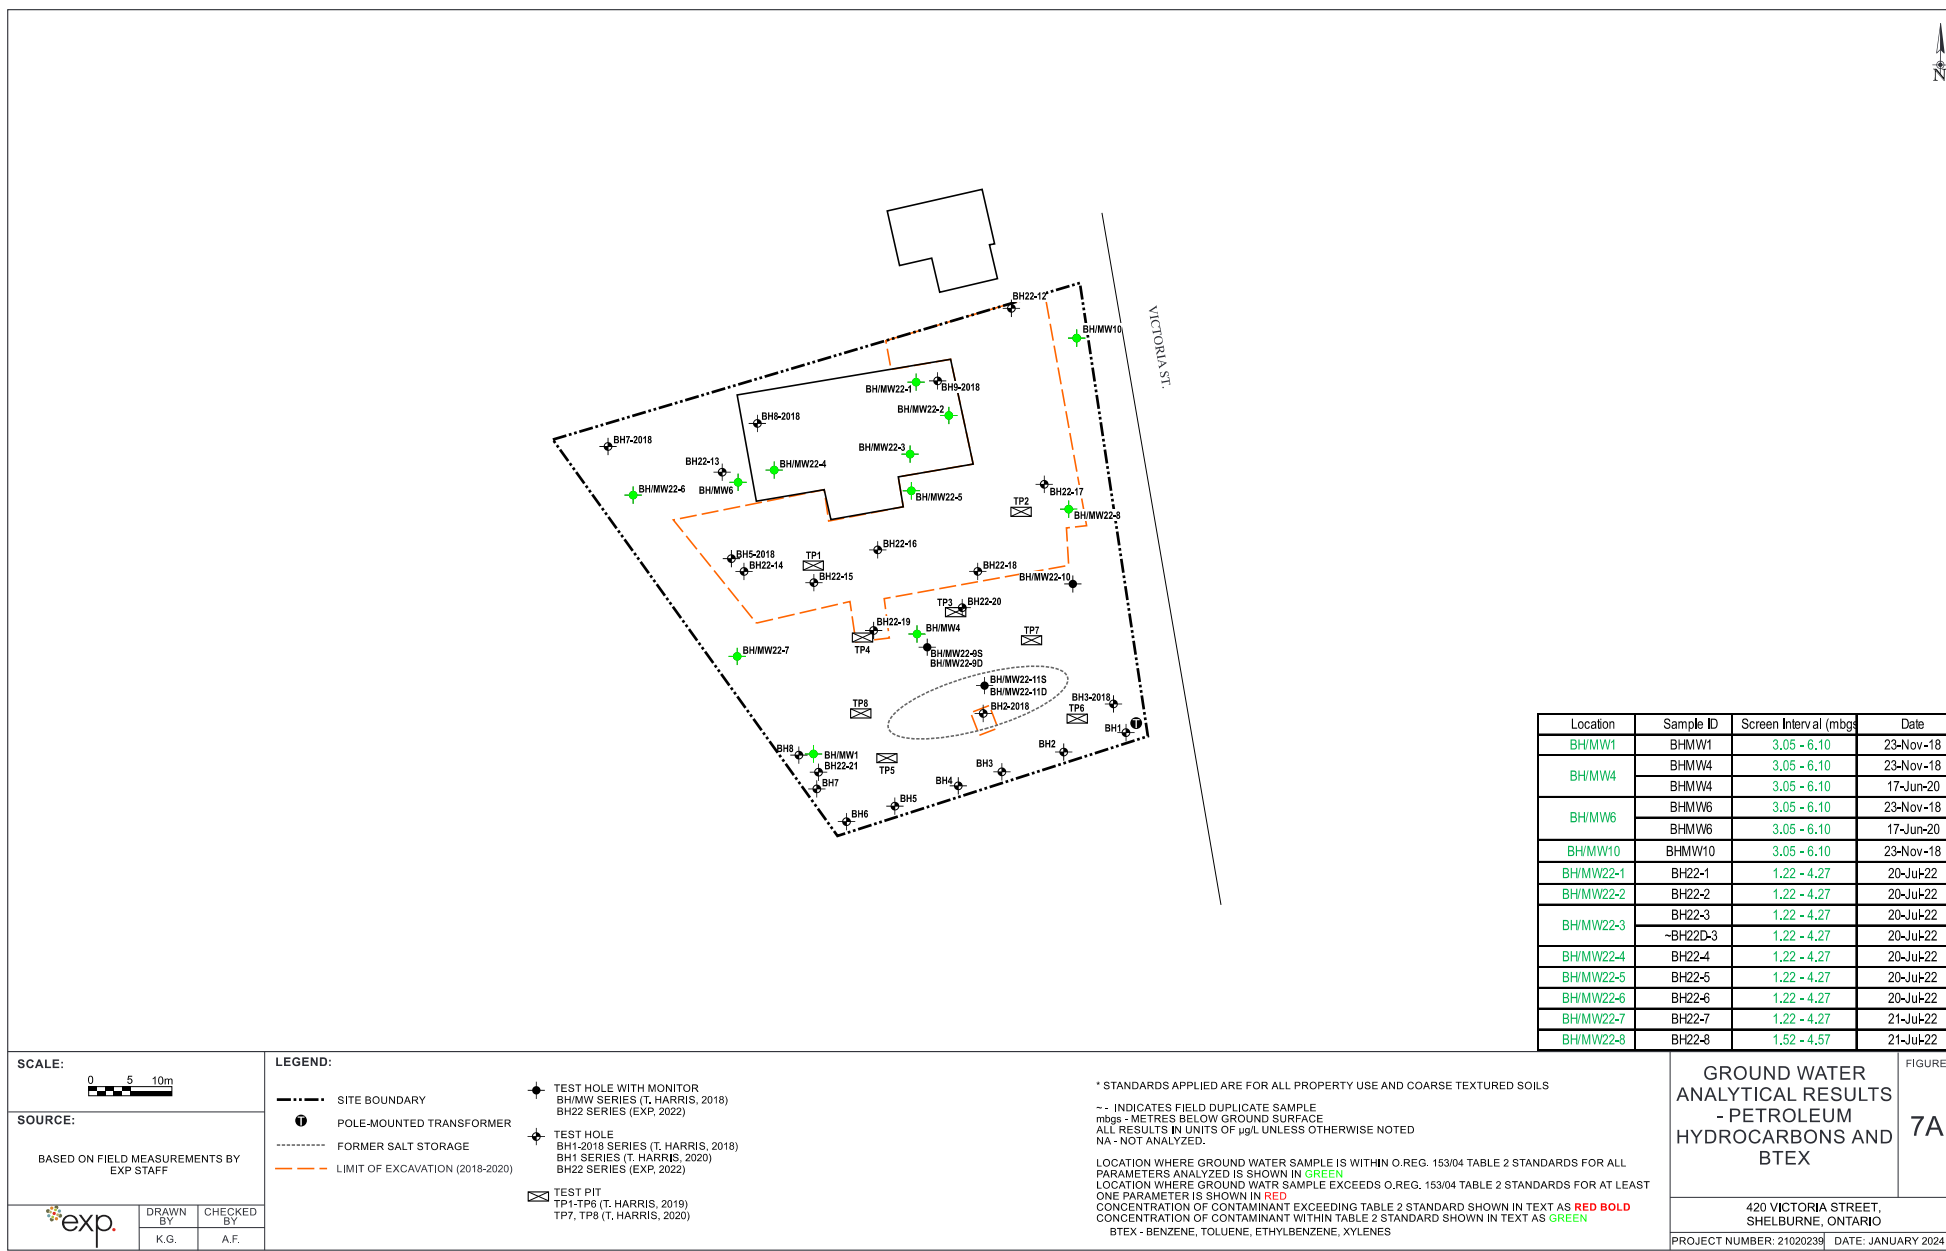 N
VICTORIA ST.
BH22-12
BH/MW10
BH/MW22-1
BH9-2018
BH/MW22-2
BH8-2018
BH7-2018
BH/MW22-3
BH22-13
BH/MW22-4
BH/MW6
BH/MW22-6
BH/MW22-5
BH22-17
TP2
BH/MW22-8
BH22-16
BH5-2018
TP1
BH22-14
BH22-15
BH22-18
BH/MW22-10
TP3
BH22-20
BH22-19
BH/MW4
TP7
TP4
BH/MW22-7
BH/MW22-9S
BH/MW22-9D
BH/MW22-11S
BH/MW22-11D
BH3-2018
TP8
BH2-2018
TP6
T
BH1
BH8
BH/MW1
BH2
BH22-21
TP5
BH3
BH7
BH4
BH5
BH6
Location Sample ID Screen Interval (mbgs Date
BH/MW1 BHMW1 3.05 - 6.10 23-Nov-18
BH/MW4 BHMW4 3.05 - 6.10 23-Nov-18
BHMW4 3.05 - 6.10 17-Jun-20
BH/MW6 BHMW6 3.05 - 6.10 23-Nov-18
BHMW6 3.05 - 6.10 17-Jun-20
BH/MW10 BHMW10 3.05 - 6.10 23-Nov-18
BH/MW22-1 BH22-1 1.22 - 4.27 20-Jul-22
BH/MW22-2 BH22-2 1.22 - 4.27 20-Jul-22
BH/MW22-3 BH22-3 1.22 - 4.27 20-Jul-22
~BH22D-3 1.22 - 4.27 20-Jul-22
BH/MW22-4 BH22-4 1.22 - 4.27 20-Jul-22
BH/MW22-5 BH22-5 1.22 - 4.27 20-Jul-22
BH/MW22-6 BH22-6 1.22 - 4.27 20-Jul-22
BH/MW22-7 BH22-7 1.22 - 4.27 21-Jul-22
BH/MW22-8 BH22-8 1.52 - 4.57 21-Jul-22
SCALE:
0 5 10m
SOURCE:
BASED ON FIELD MEASUREMENTS BY
EXP STAFF
exp.
DRAWN
BY
CHECKED
BY
K.G.
A.F.
LEGEND:
SITE BOUNDARY
T POLE-MOUNTED TRANSFORMER
FORMER SALT STORAGE
LIMIT OF EXCAVATION (2018-2020)
TEST HOLE WITH MONITOR
BH/MW SERIES (T. HARRIS, 2018)
BH22 SERIES (EXP, 2022)
TEST HOLE
BH1-2018 SERIES (T. HARRIS, 2018)
BH1 SERIES (T. HARRIS, 2020)
BH22 SERIES (EXP, 2022)
TEST PIT
TP1-TP6 (T. HARRIS, 2019)
TP7, TP8 (T. HARRIS, 2020)
* STANDARDS APPLIED ARE FOR ALL PROPERTY USE AND COARSE TEXTURED SOILS
~ - INDICATES FIELD DUPLICATE SAMPLE
mbgs - METRES BELOW GROUND SURFACE
ALL RESULTS IN UNITS OF µg/L UNLESS OTHERWISE NOTED
NA - NOT ANALYZED.
LOCATION WHERE GROUND WATER SAMPLE IS WITHIN O.REG. 153/04 TABLE 2 STANDARDS FOR ALL
PARAMETERS ANALYZED IS SHOWN IN GREEN
LOCATION WHERE GROUND WATR SAMPLE EXCEEDS O.REG. 153/04 TABLE 2 STANDARDS FOR AT LEAST
ONE PARAMETER IS SHOWN IN RED
CONCENTRATION OF CONTAMINANT EXCEEDING TABLE 2 STANDARD SHOWN IN TEXT AS RED BOLD
CONCENTRATION OF CONTAMINANT WITHIN TABLE 2 STANDARD SHOWN IN TEXT AS GREEN
BTEX - BENZENE, TOLUENE, ETHYLBENZENE, XYLENES
GROUND WATER
ANALYTICAL RESULTS
- PETROLEUM
HYDROCARBONS AND
BTEX
FIGURE
7A
420 VICTORIA STREET,
SHELBURNE, ONTARIO
PROJECT NUMBER: 21020239 DATE: JANUARY 2024